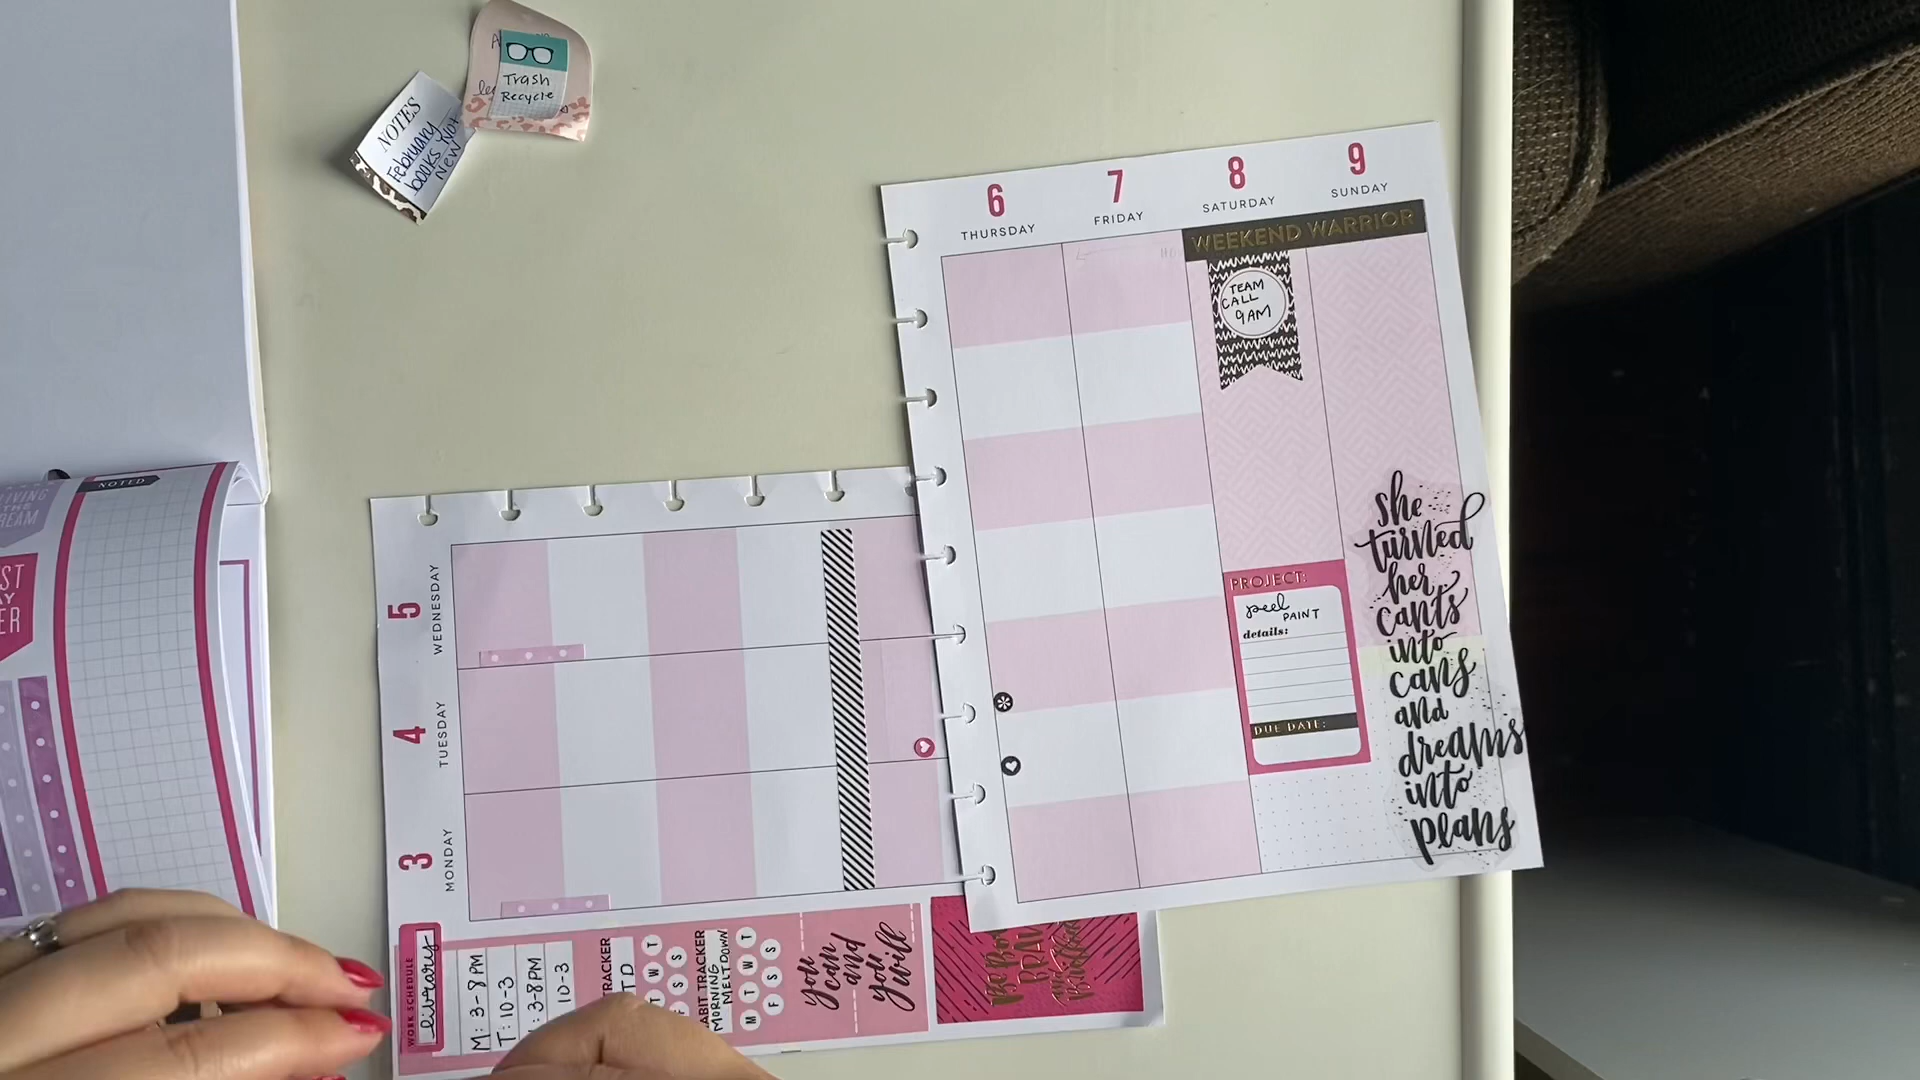 Trash
Recycle
NOTES
February
books Not
New
NOTED
6
THURSDAY
7
FRIDAY
8
SATURDAY
9
SUNDAY
WEEKEND WARRIOR
TEAM
CALL
9AM
PROJECT:
peel
PAINT
details:
DUE DATE:
she
turned
her
cants
into
cans
and
dreams
into
plans
5
WEDNESDAY
4
TUESDAY
3
MONDAY
WORK SCHEDULE
library
M: 3-8PM
T: 10-3
: 3-8PM
10-3
TRACKER
TD
T W T
S S
HABIT TRACKER
MORNING
MELTDOWN
M T W T
F S S
you
can
and
you
will